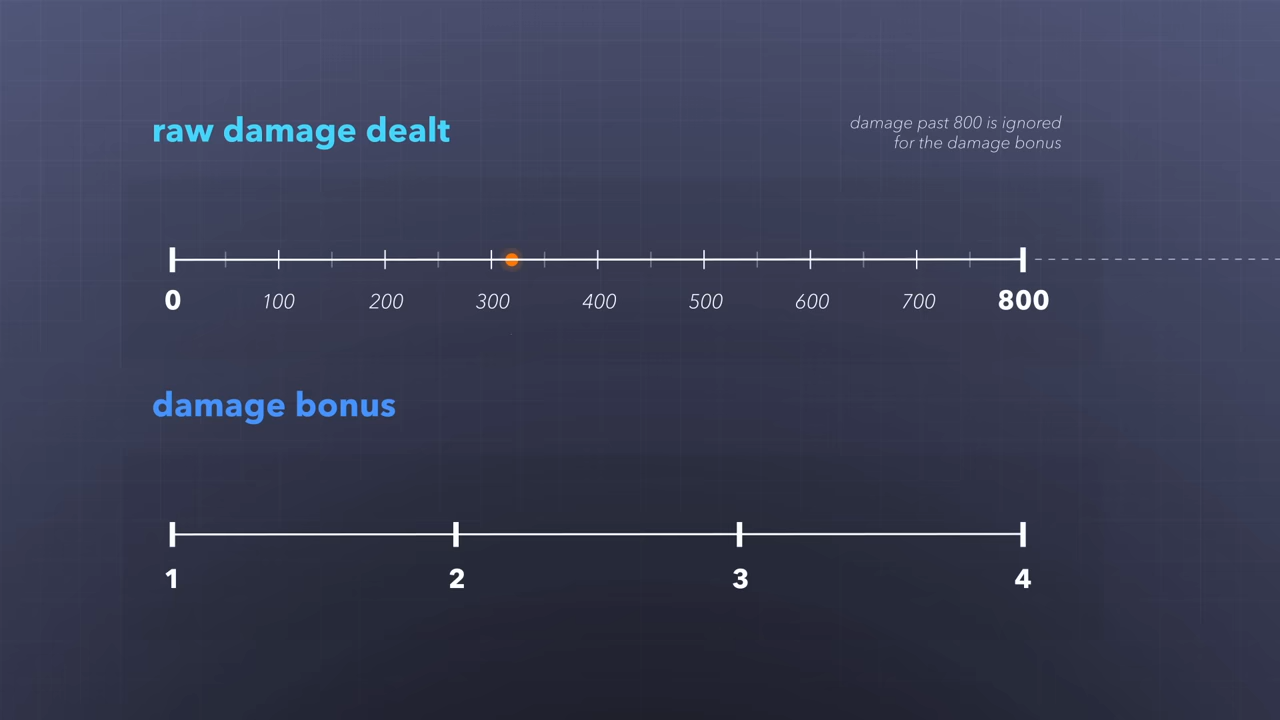 raw damage dealt
damage past 800 is ignored
for the damage bonus
0 100 200 300 400 500 600 700 800
damage bonus
1 2 3 4